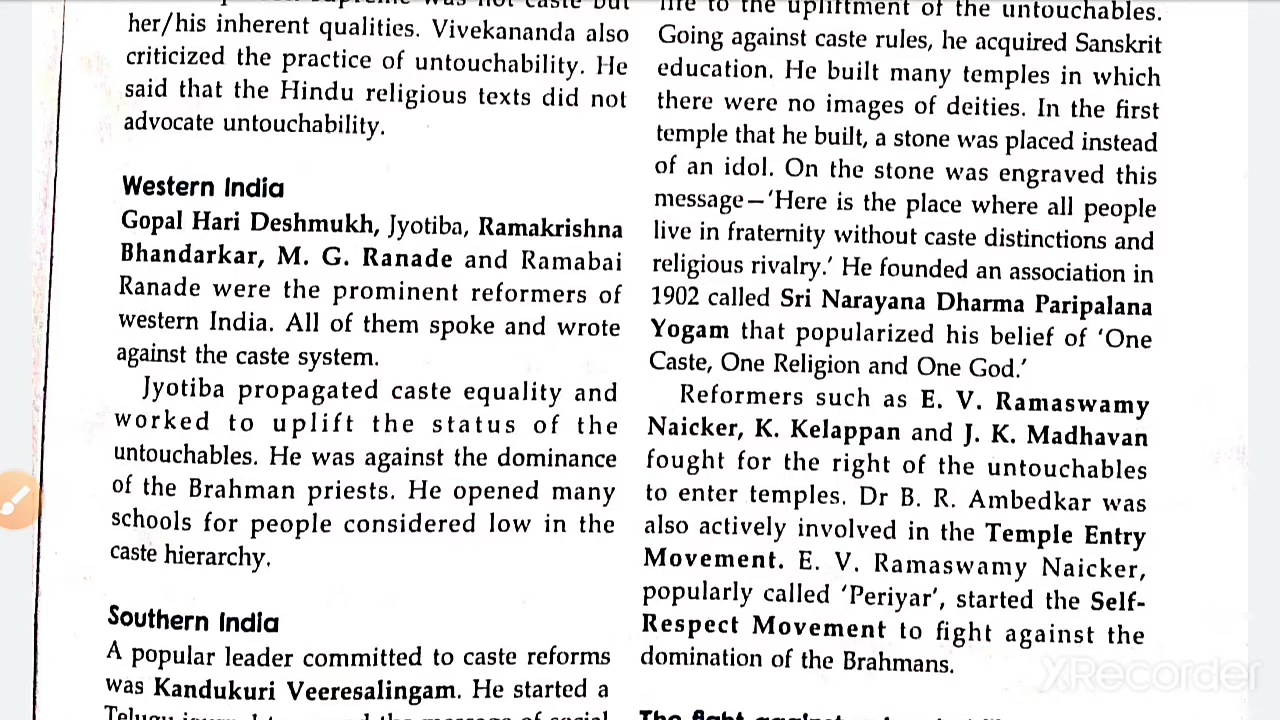 her/his inherent qualities. Vivekananda also
criticized the practice of untouchability. He
said that the Hindu religious texts did not
advocate untouchability.
Western India
Gopal Hari Deshmukh, Jyotiba, Ramakrishna
Bhandarkar, M. G. Ranade and Ramabai
Ranade were the prominent reformers of
western India. All of them spoke and wrote
against the caste system.
Jyotiba propagated caste equality and
worked to uplift the status of the
untouchables. He was against the dominance
of the Brahman priests. He opened many
schools for people considered low in the
caste hierarchy.
Southern India
A popular leader committed to caste reforms
was Kandukuri Veeresalingam. He started a
life to the upliftment of the untouchables.
Going against caste rules, he acquired Sanskrit
education. He built many temples in which
there were no images of deities. In the first
temple that he built, a stone was placed instead
of an idol. On the stone was engraved this
message—‘Here is the place where all people
live in fraternity without caste distinctions and
religious rivalry.’ He founded an association in
1902 called Sri Narayana Dharma Paripalana
Yogam that popularized his belief of ‘One
Caste, One Religion and One God.’
Reformers such as E. V. Ramaswamy
Naicker, K. Kelappan and J. K. Madhavan
fought for the right of the untouchables
to enter temples. Dr B. R. Ambedkar was
also actively involved in the Temple Entry
Movement. E. V. Ramaswamy Naicker,
popularly called ‘Periyar’, started the Self-
Respect Movement to fight against the
domination of the Brahmans.
XRecorder